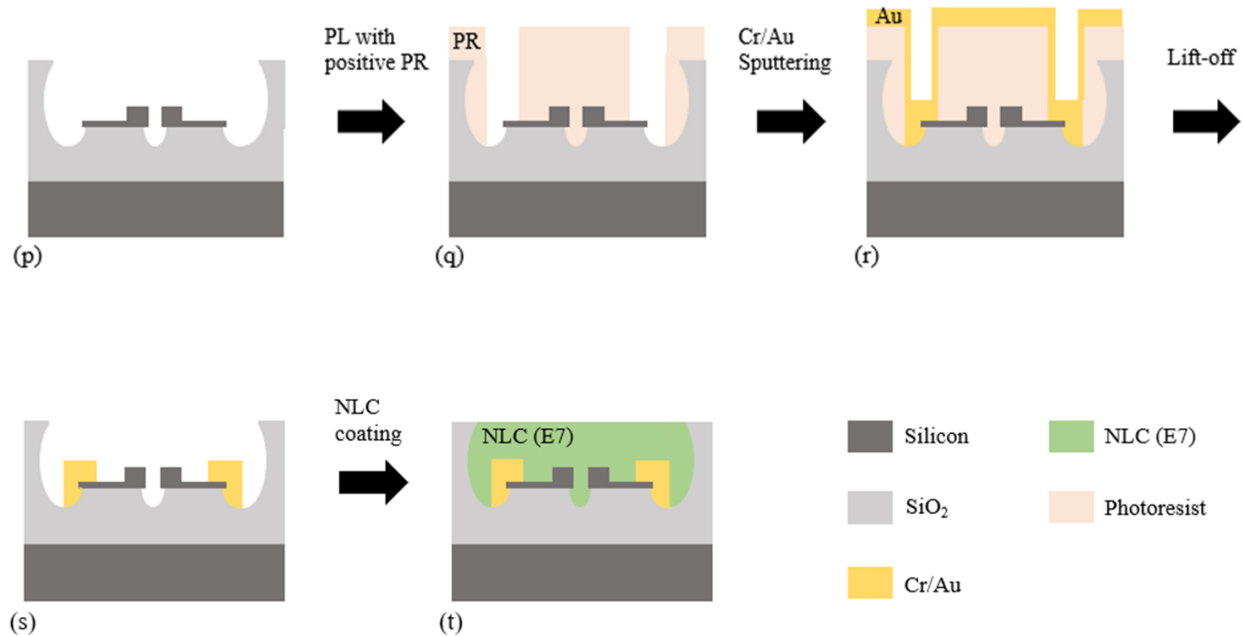 PL with
positive PR
PR
Cr/Au
Sputtering
Au
Lift-off
(p)
(q)
(r)
NLC
coating
NLC (E7)
Silicon
NLC (E7)
SiO₂
Photoresist
Cr/Au
(s)
(t)